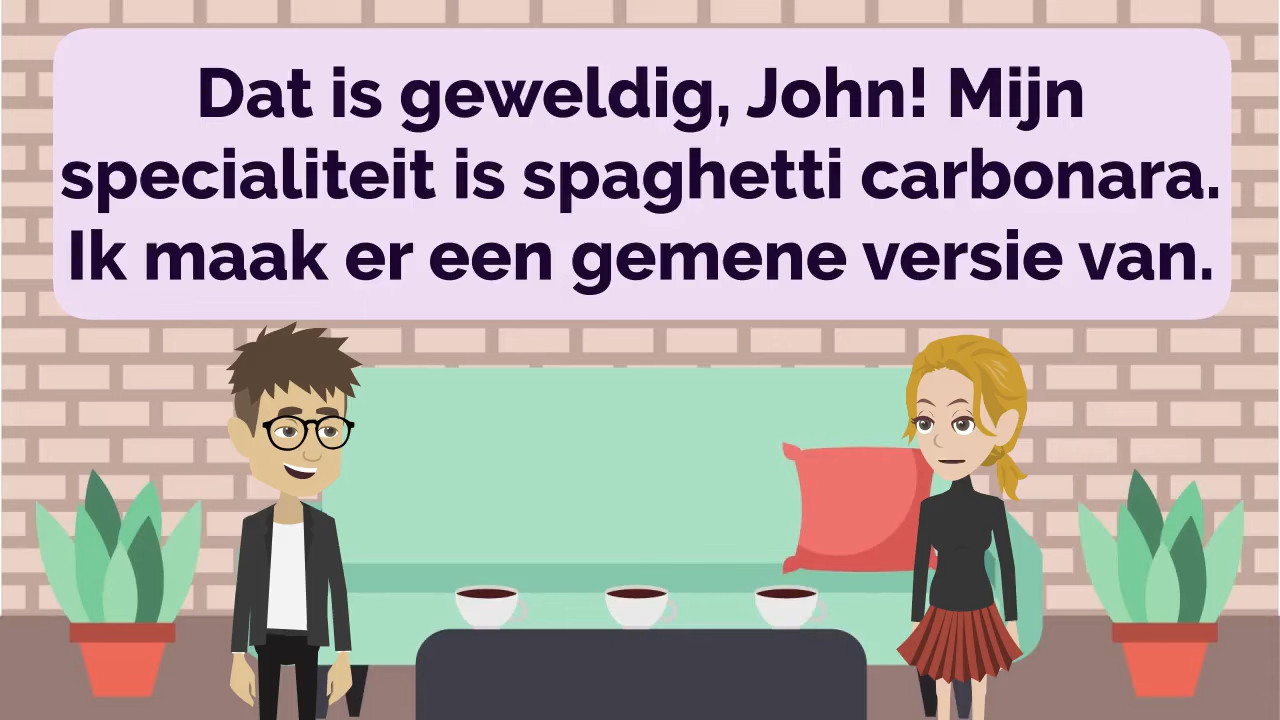 Dat is geweldig, John! Mijn
specialiteit is spaghetti carbonara.
Ik maak er een gemene versie van.